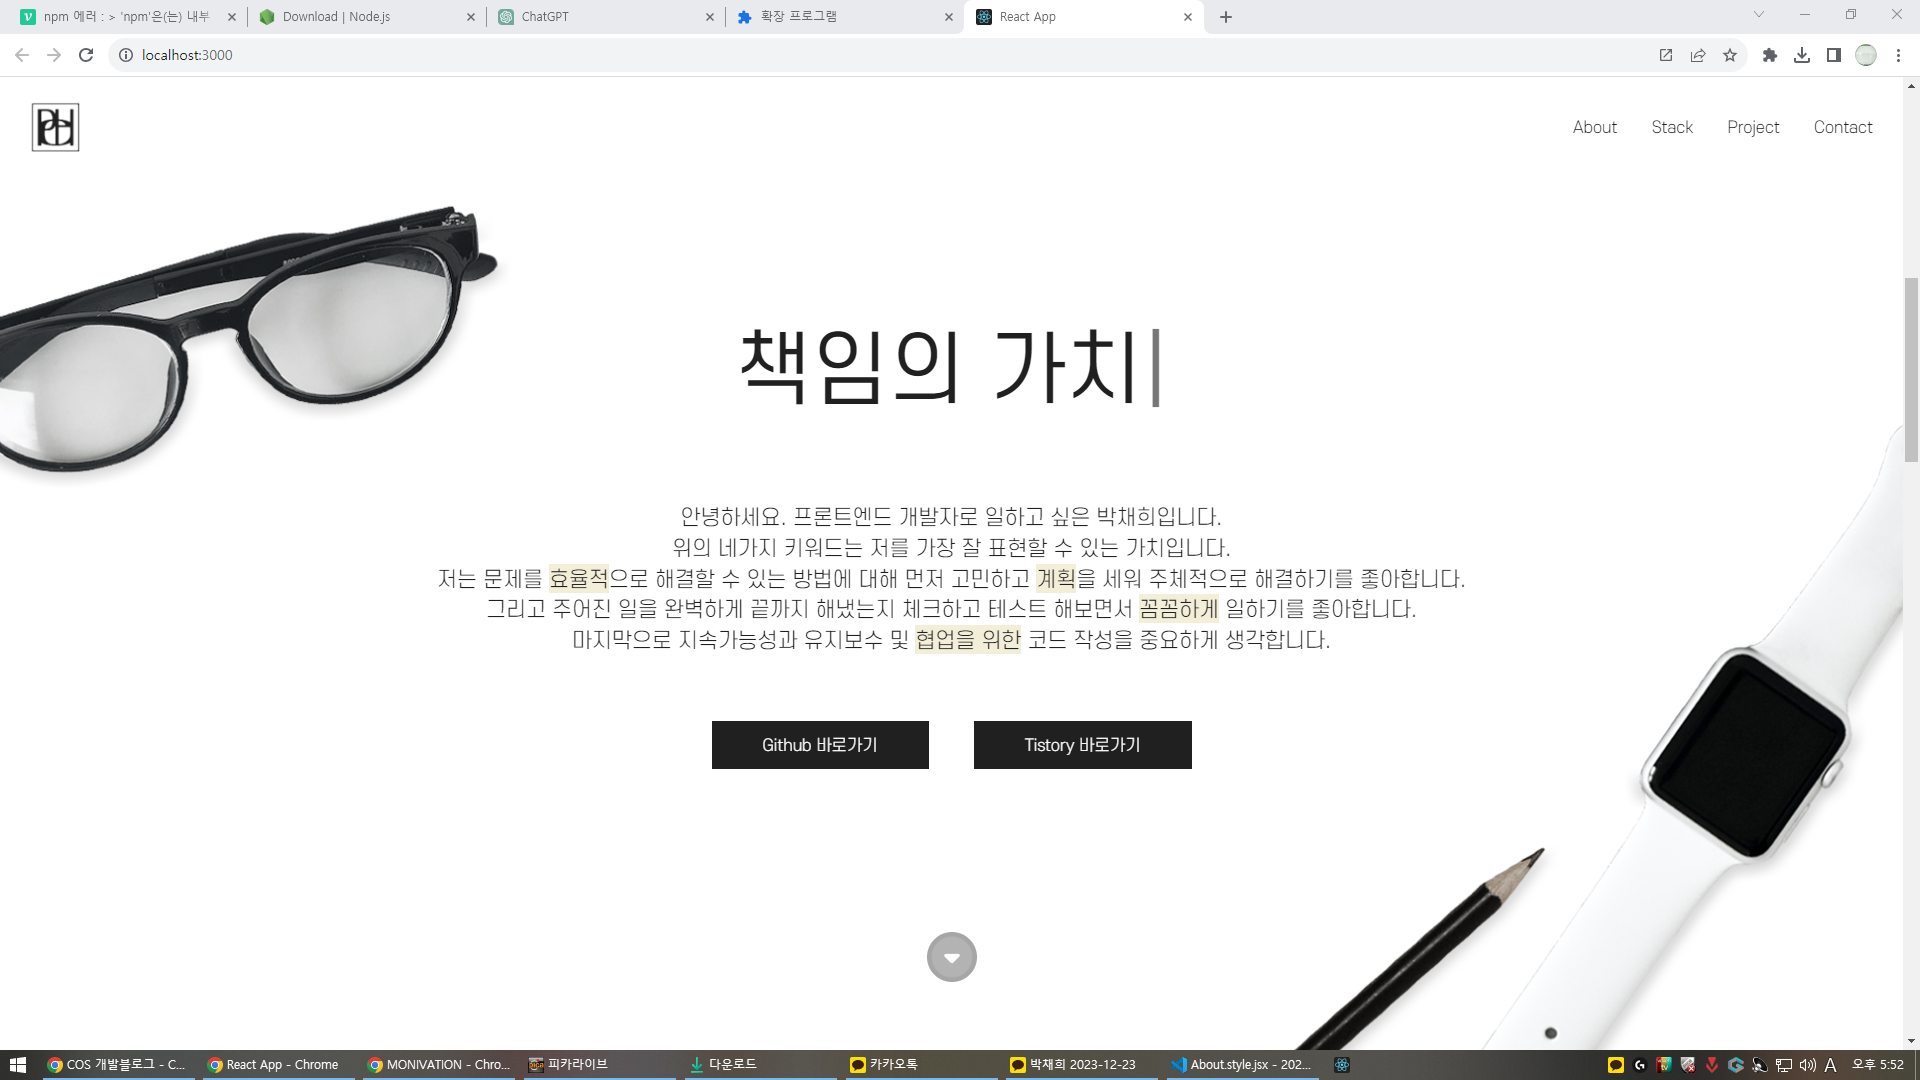 npm 에러 : > 'npm'은(는) 내부
Download | Node.js
ChatGPT
확장 프로그램
React App
localhost:3000
PCH
About
Stack
Project
Contact
책임의 가치|
안녕하세요. 프론트엔드 개발자로 일하고 싶은 박채희입니다.
위의 네가지 키워드는 저를 가장 잘 표현할 수 있는 가치입니다.
저는 문제를 효율적으로 해결할 수 있는 방법에 대해 먼저 고민하고 계획을 세워 주체적으로 해결하기를 좋아합니다.
그리고 주어진 일을 완벽하게 끝까지 해냈는지 체크하고 테스트 해보면서 꼼꼼하게 일하기를 좋아합니다.
마지막으로 지속가능성과 유지보수 및 협업을 위한 코드 작성을 중요하게 생각합니다.
Github 바로가기
Tistory 바로가기
COS 개발블로그 - C...
React App - Chrome
MONIVATION - Chro...
피카라이브
다운로드
카카오톡
박채희 2023-12-23
About.style.jsx - 202...
A
오후 5:52